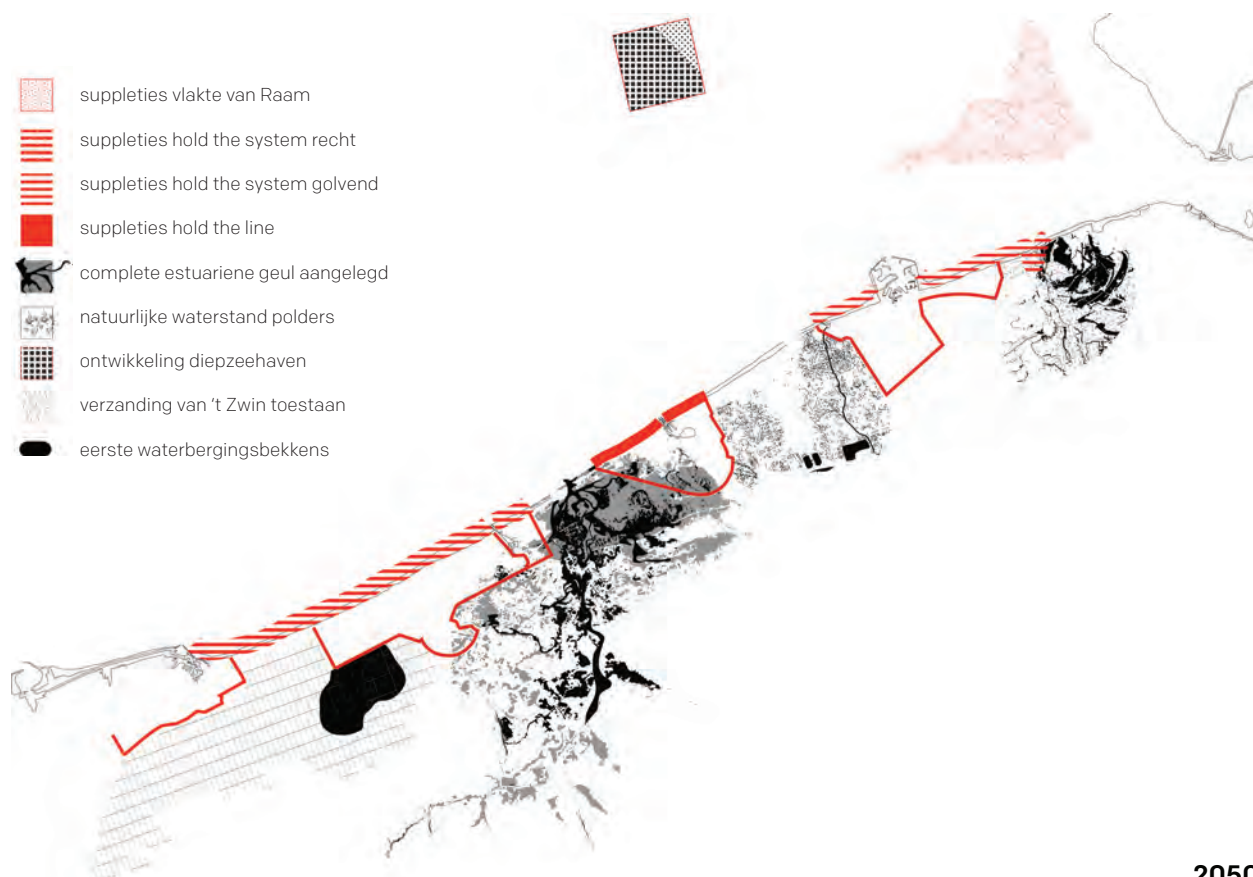 suppleties vlakte van Raam
suppleties hold the system recht
suppleties hold the system golvend
suppleties hold the line
complete estuariene geul aangelegd
natuurlijke waterstand polders
ontwikkeling diepzeehaven
verzanding van 't Zwin toestaan
eerste waterbergingsbekkens
2050